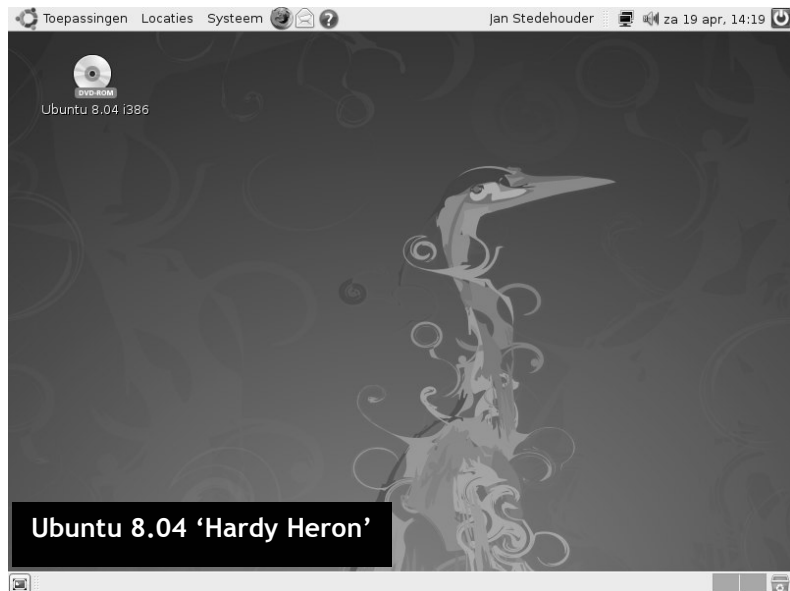 Toepassingen Locaties Systeem Jan Stedehouder za 19 apr, 14:19
DVD-ROM
Ubuntu 8.04 i386
Ubuntu 8.04 ‘Hardy Heron’